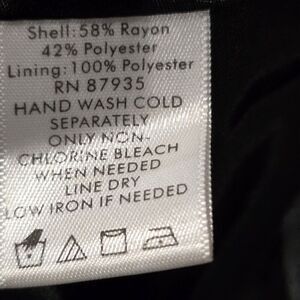 Shell:58% Rayon
42% Polyester
Lining:100% Polyester
RN 87935
HAND WASH COLD
SEPARATELY
ONLY NON-
CHLORINE BLEACH
WHEN NEEDED
LINE DRY
LOW IRON IF NEEDED